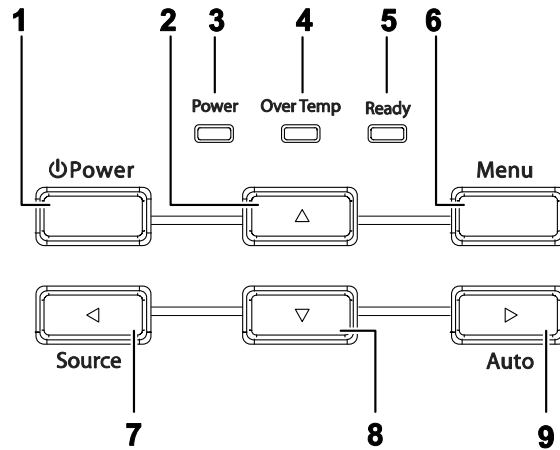 1 2 3 4 5 6
Power Over Temp Ready
⏻Power Menu
Source Auto
7 8 9